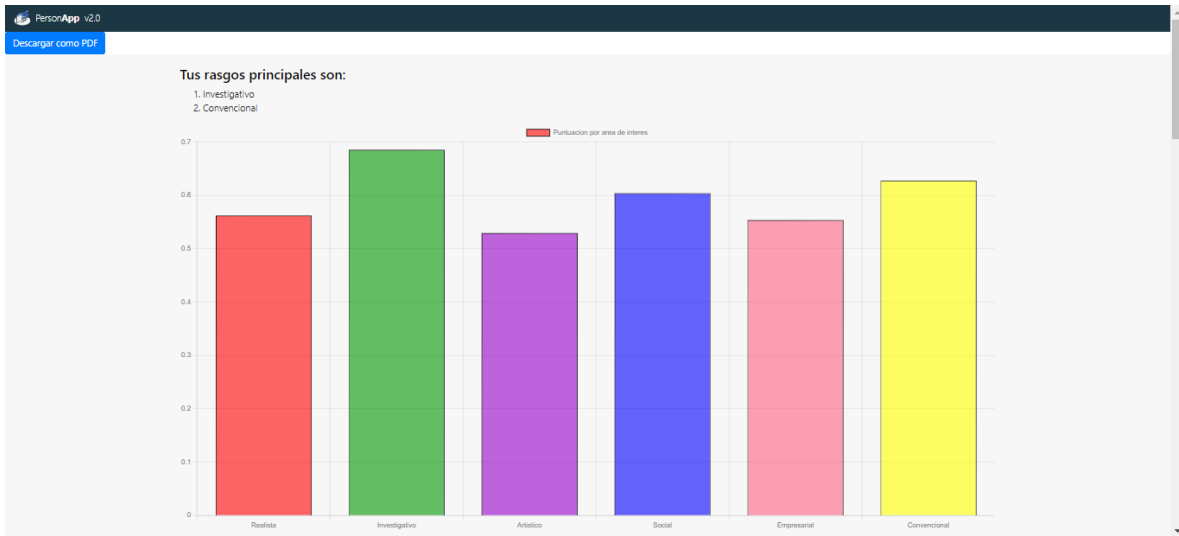 PersonApp v2.0
Descargar como PDF
Tus rasgos principales son:
1. Investigativo
2. Convencional
Puntuacion por area de interes
0.7
0.6
0.5
0.4
0.3
0.2
0.1
0
Realista Investigativo Artistico Social Empresarial Convencional